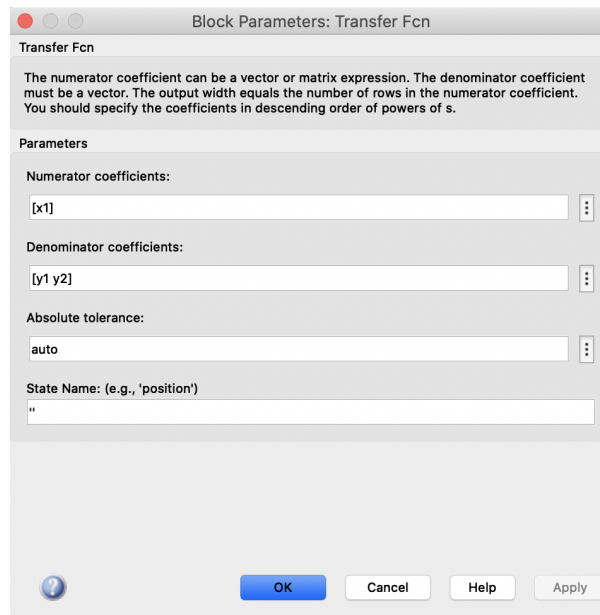 Block Parameters: Transfer Fcn
Transfer Fcn
The numerator coefficient can be a vector or matrix expression. The denominator coefficient
must be a vector. The output width equals the number of rows in the numerator coefficient.
You should specify the coefficients in descending order of powers of s.
Parameters
Numerator coefficients:
[x1]
Denominator coefficients:
[y1 y2]
Absolute tolerance:
auto
State Name: (e.g., 'position')
''
? OK Cancel Help Apply